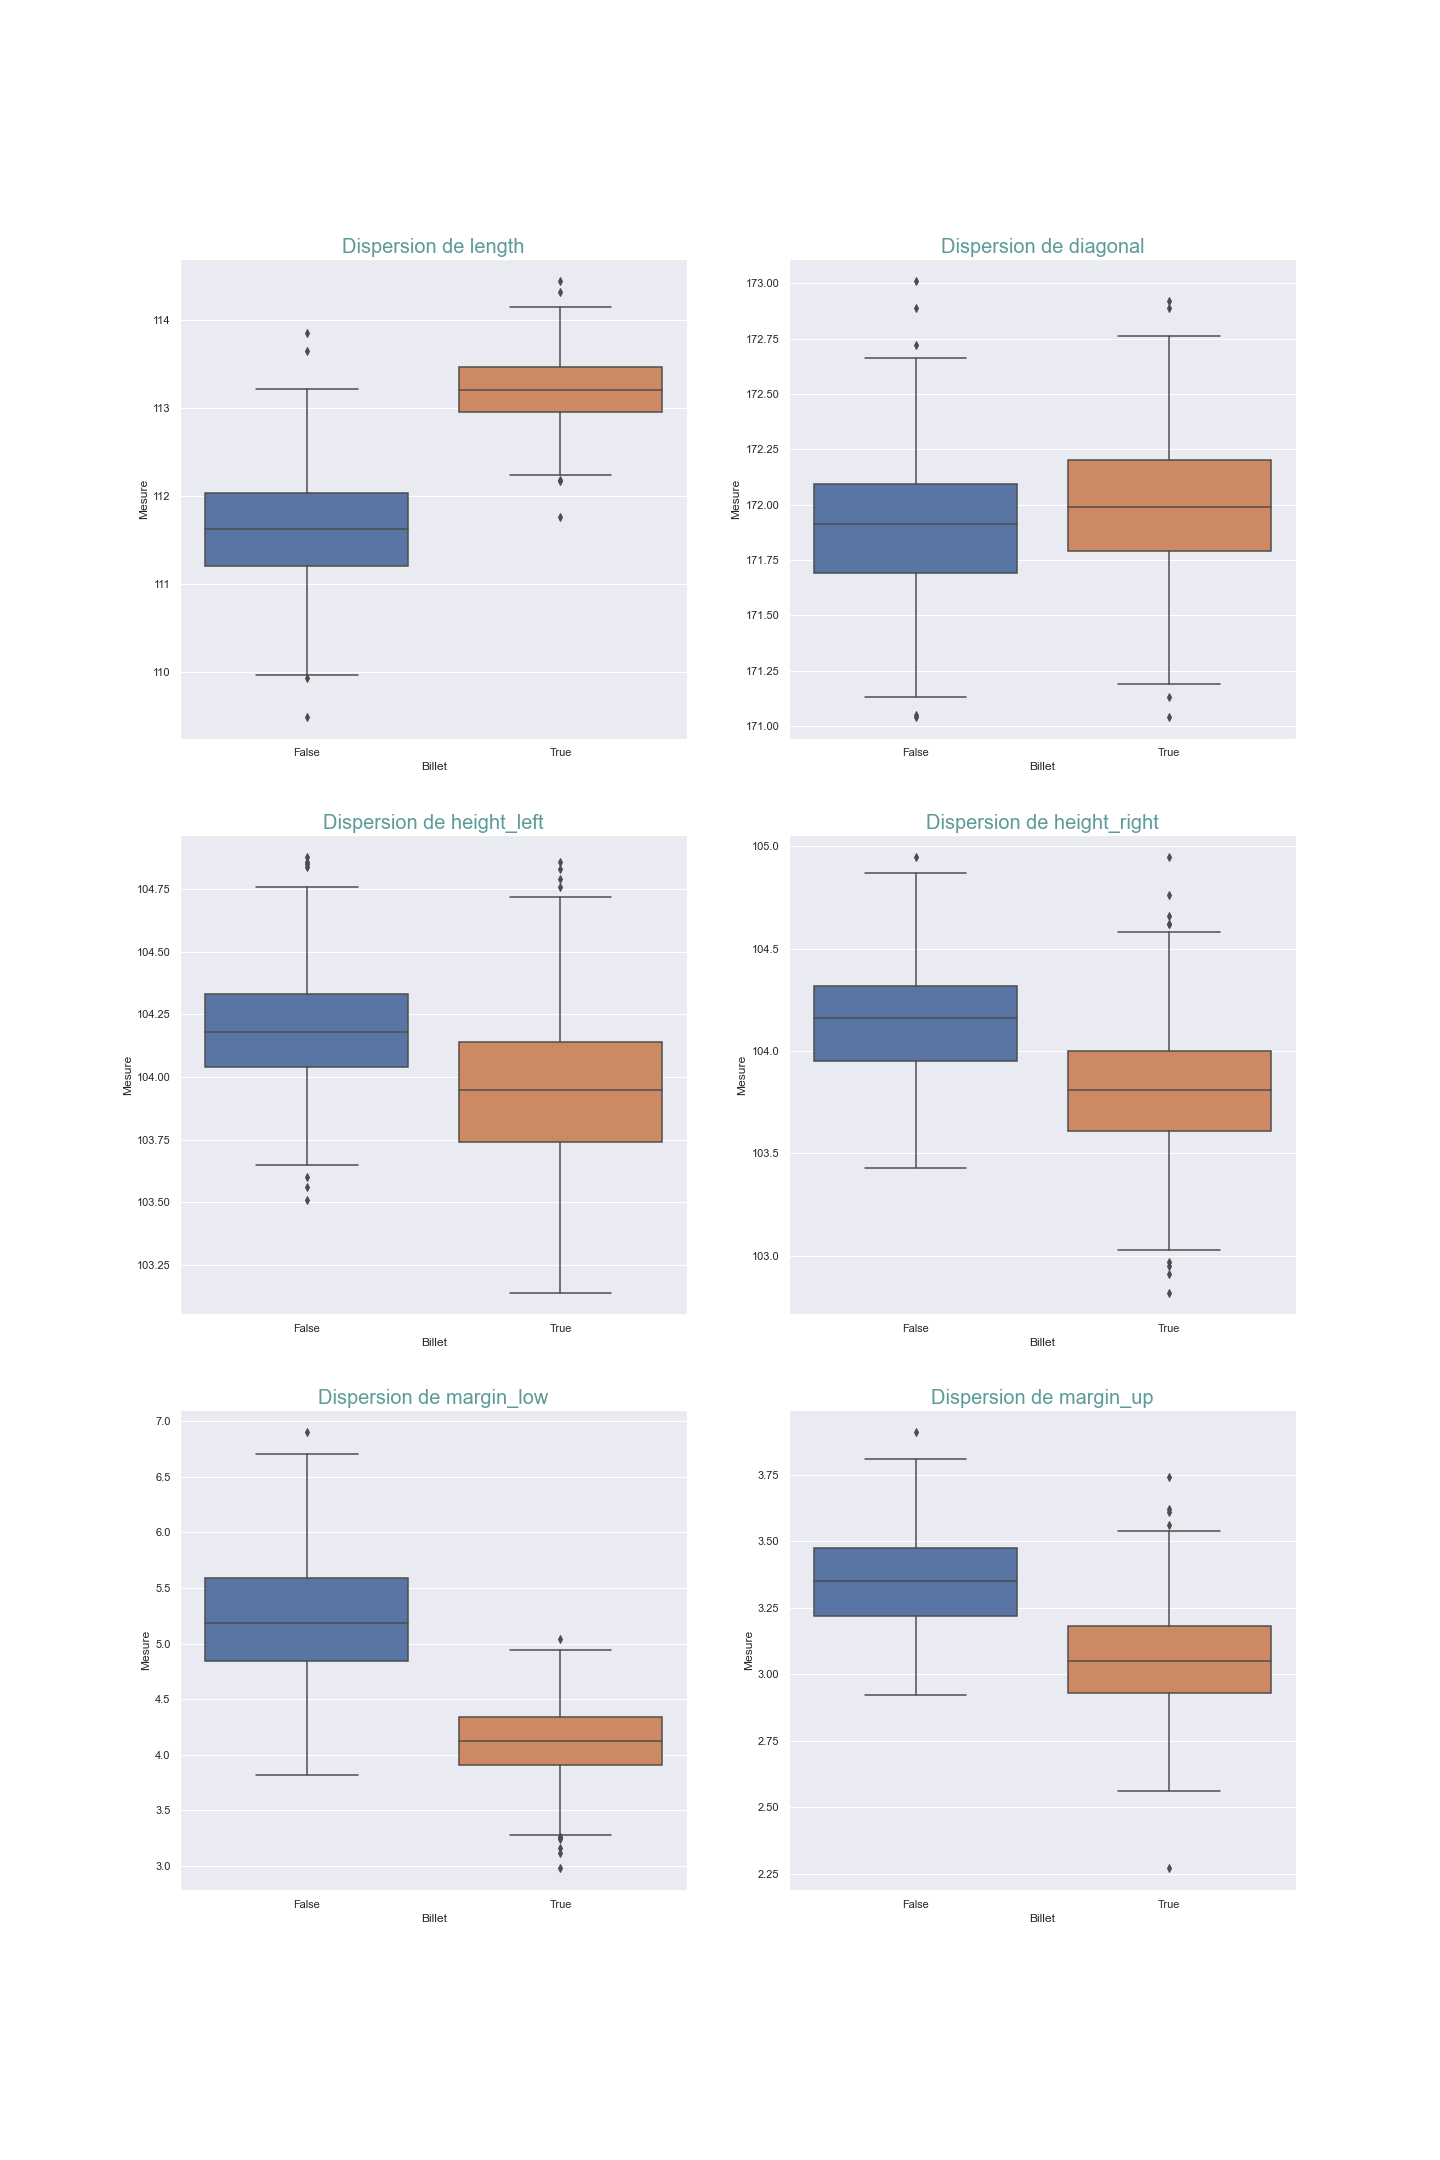 Dispersion de length
114
113
112
111
110
Mesure
False
True
Billet
Dispersion de diagonal
173.00
172.75
172.50
172.25
172.00
171.75
171.50
171.25
171.00
Mesure
False
True
Billet
Dispersion de height_left
104.75
104.50
104.25
104.00
103.75
103.50
103.25
Mesure
False
True
Billet
Dispersion de height_right
105.0
104.5
104.0
103.5
103.0
Mesure
False
True
Billet
Dispersion de margin_low
7.0
6.5
6.0
5.5
5.0
4.5
4.0
3.5
3.0
Mesure
False
True
Billet
Dispersion de margin_up
3.75
3.50
3.25
3.00
2.75
2.50
2.25
Mesure
False
True
Billet